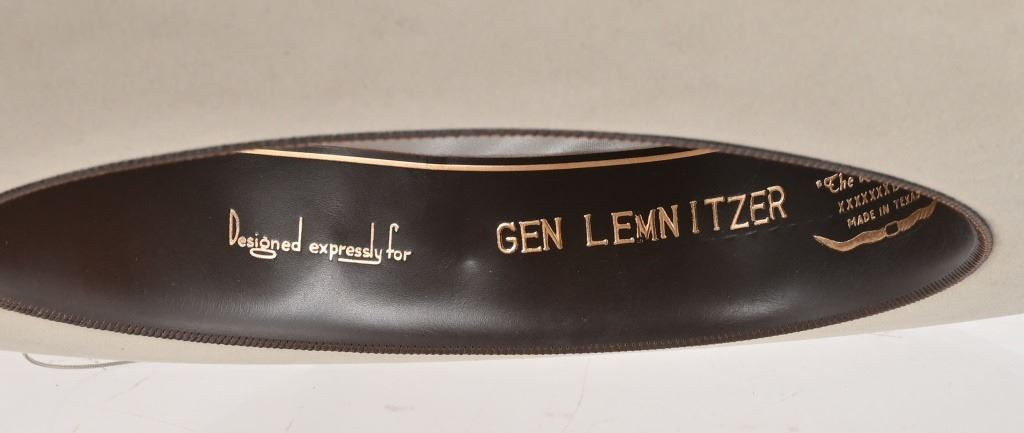 Designed expressly for
GEN LEMNITZER
"The
XXXXXXX
MADE IN TEXAS